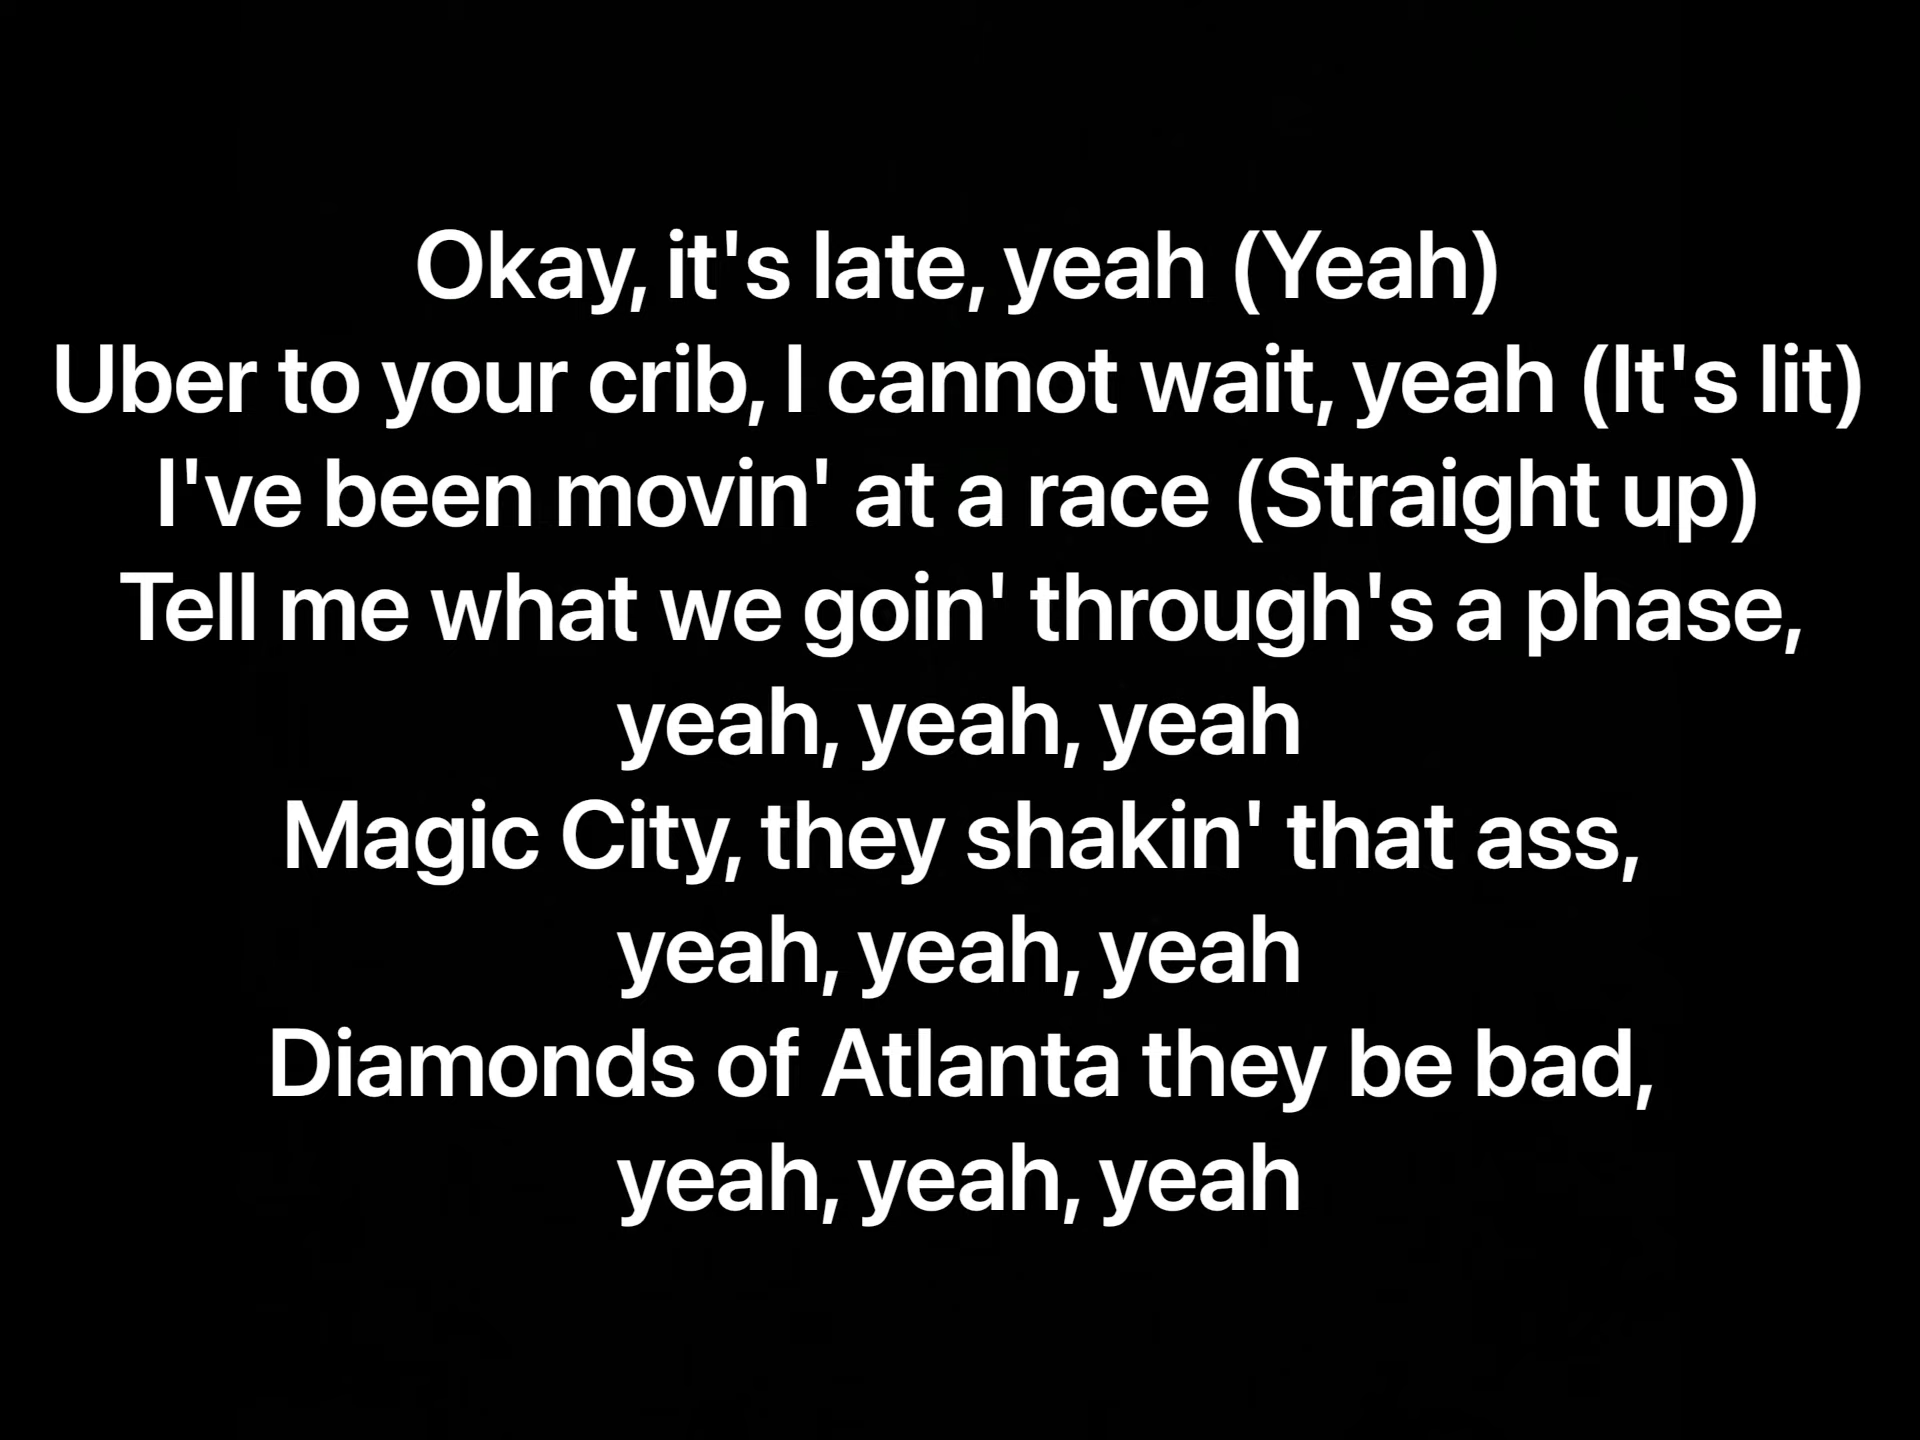 Okay, it's late, yeah (Yeah)
Uber to your crib, I cannot wait, yeah (It's lit)
I've been movin' at a race (Straight up)
Tell me what we goin' through's a phase,
yeah, yeah, yeah
Magic City, they shakin' that ass,
yeah, yeah, yeah
Diamonds of Atlanta they be bad,
yeah, yeah, yeah